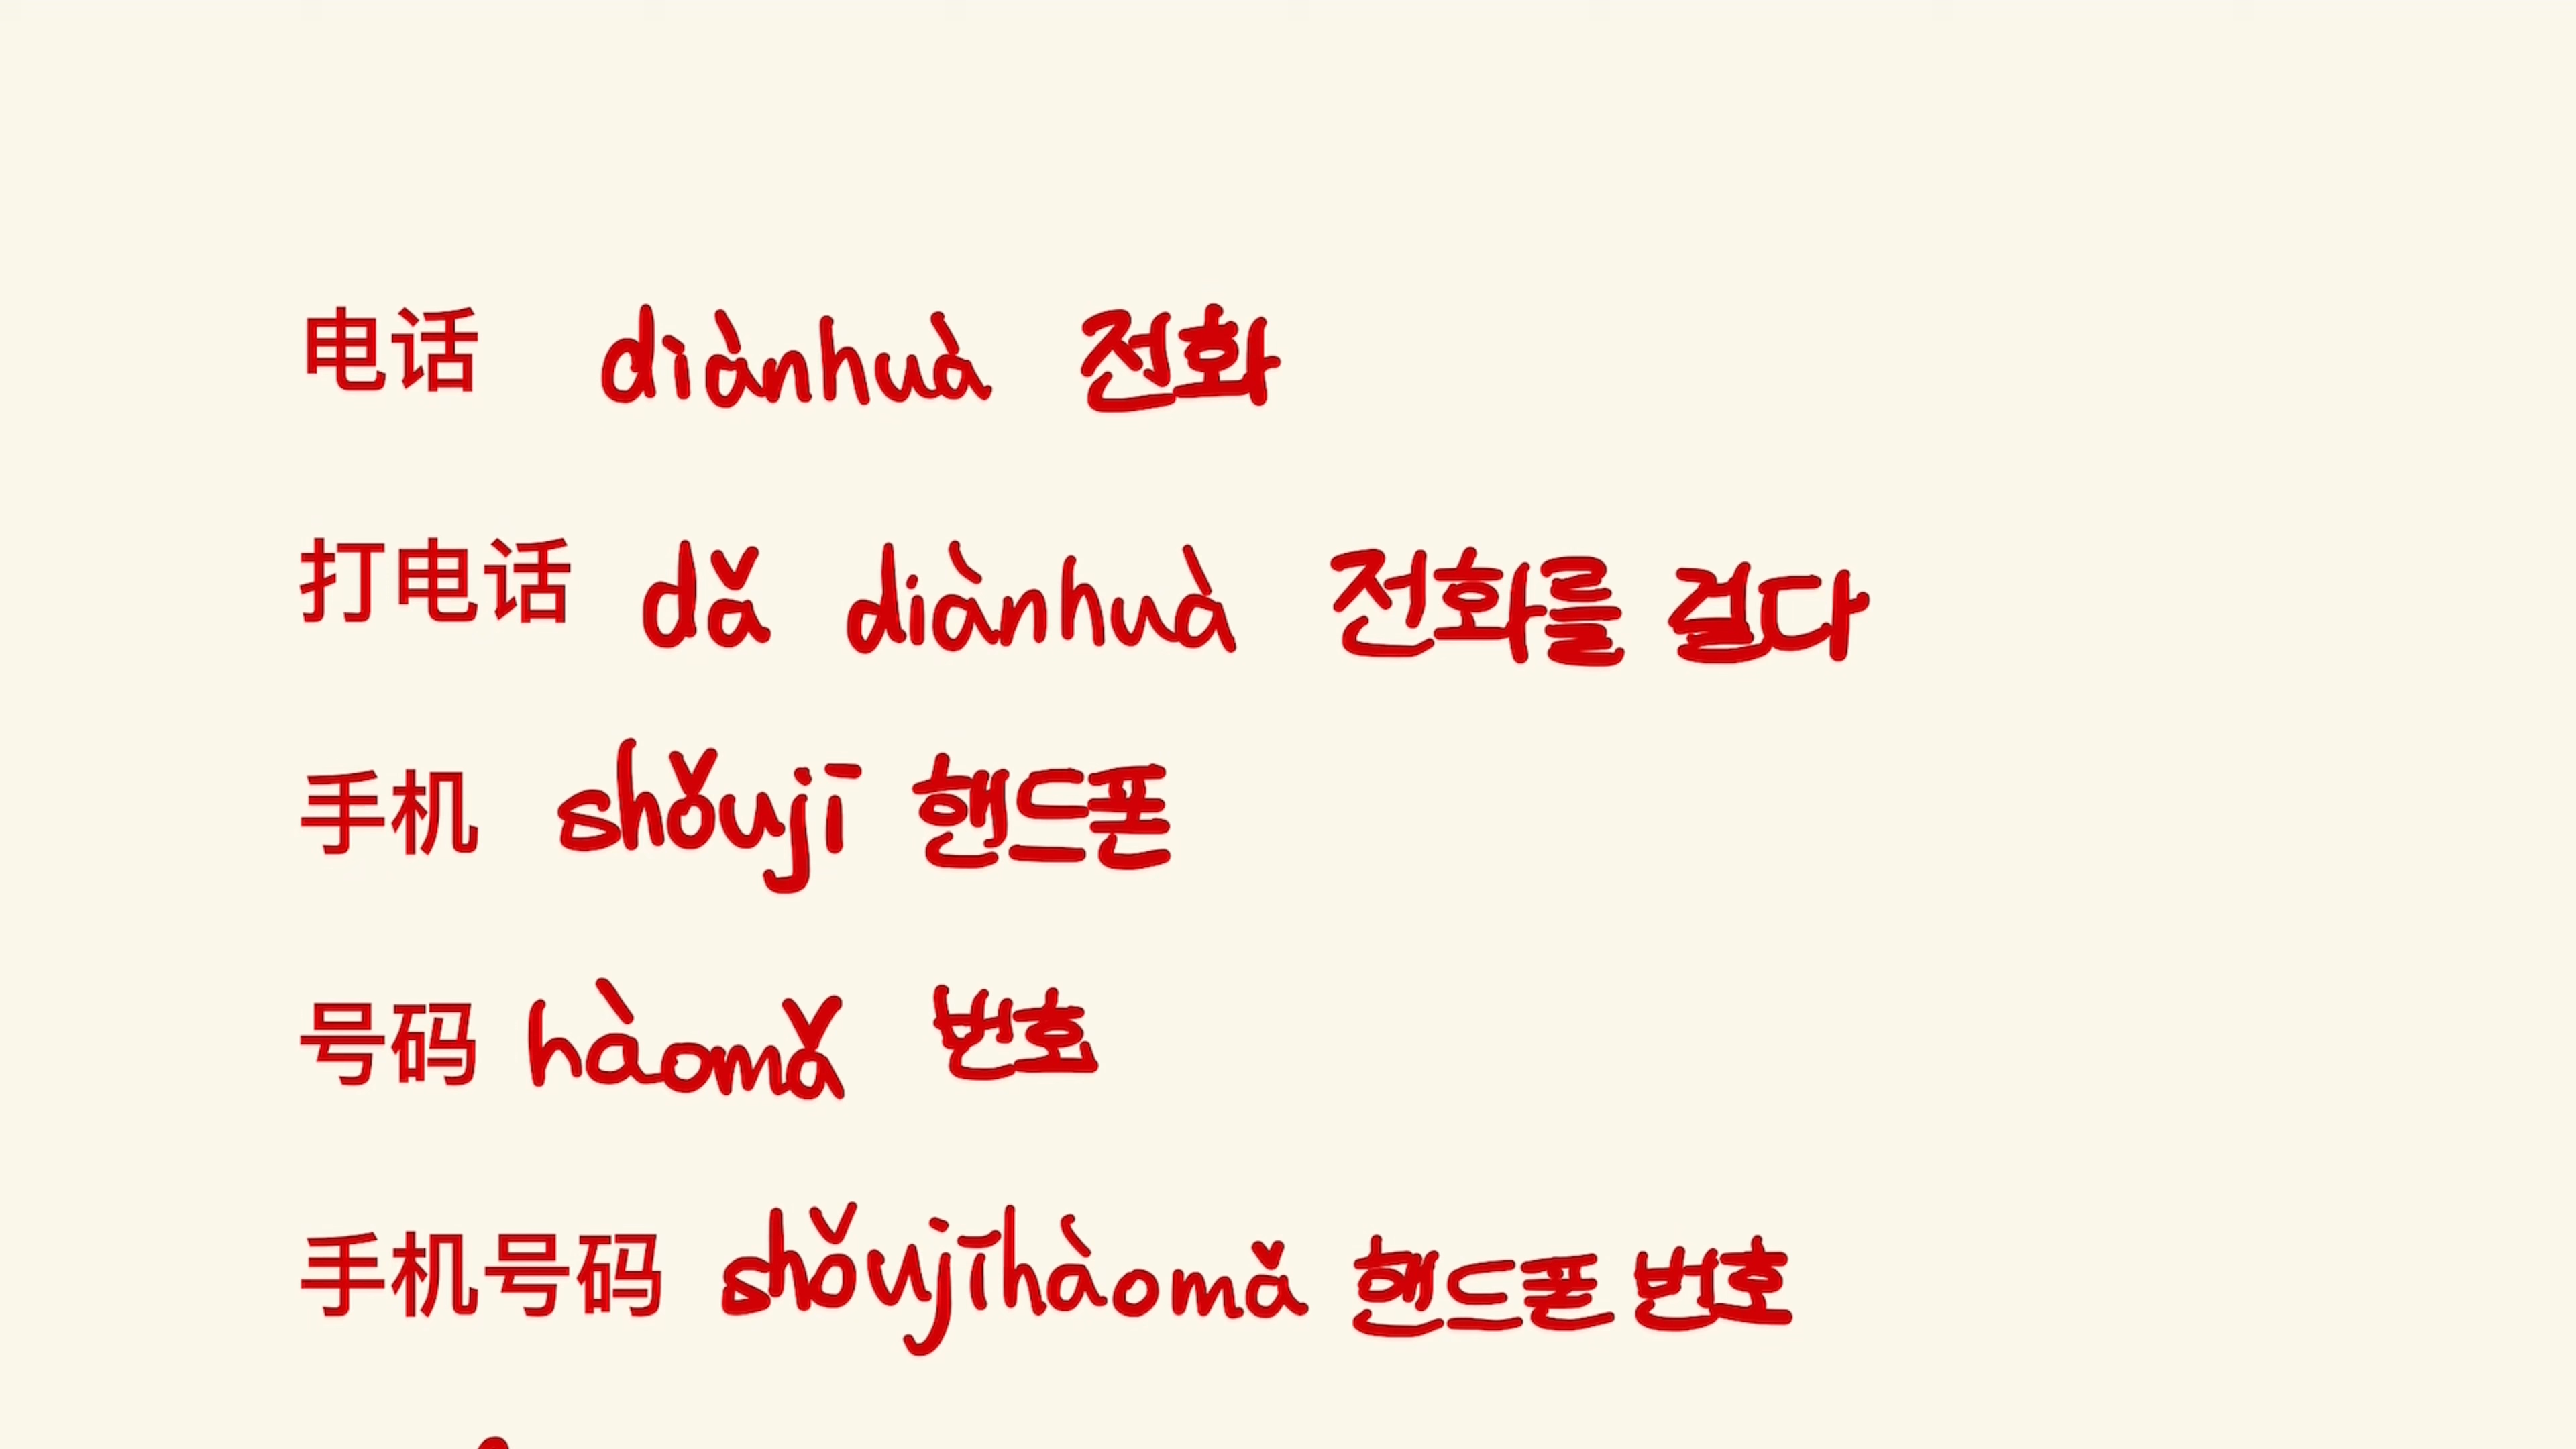 电话 diànhuà 전화
打电话 dǎ diànhuà 전화를 걸다
手机 shǒujī 핸드폰
号码 hàomǎ 번호
手机号码 shǒujīhàomǎ 핸드폰 번호